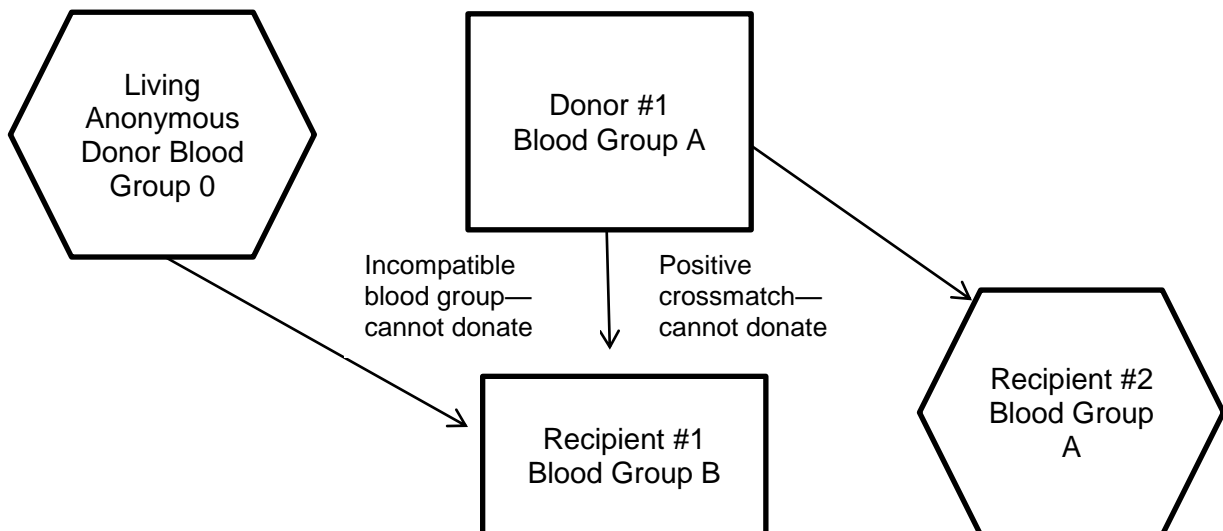 Living
Anonymous
Donor Blood
Group 0
Donor #1
Blood Group A
Incompatible
blood group—
cannot donate
Positive
crossmatch—
cannot donate
Recipient #1
Blood Group B
Recipient #2
Blood Group
A